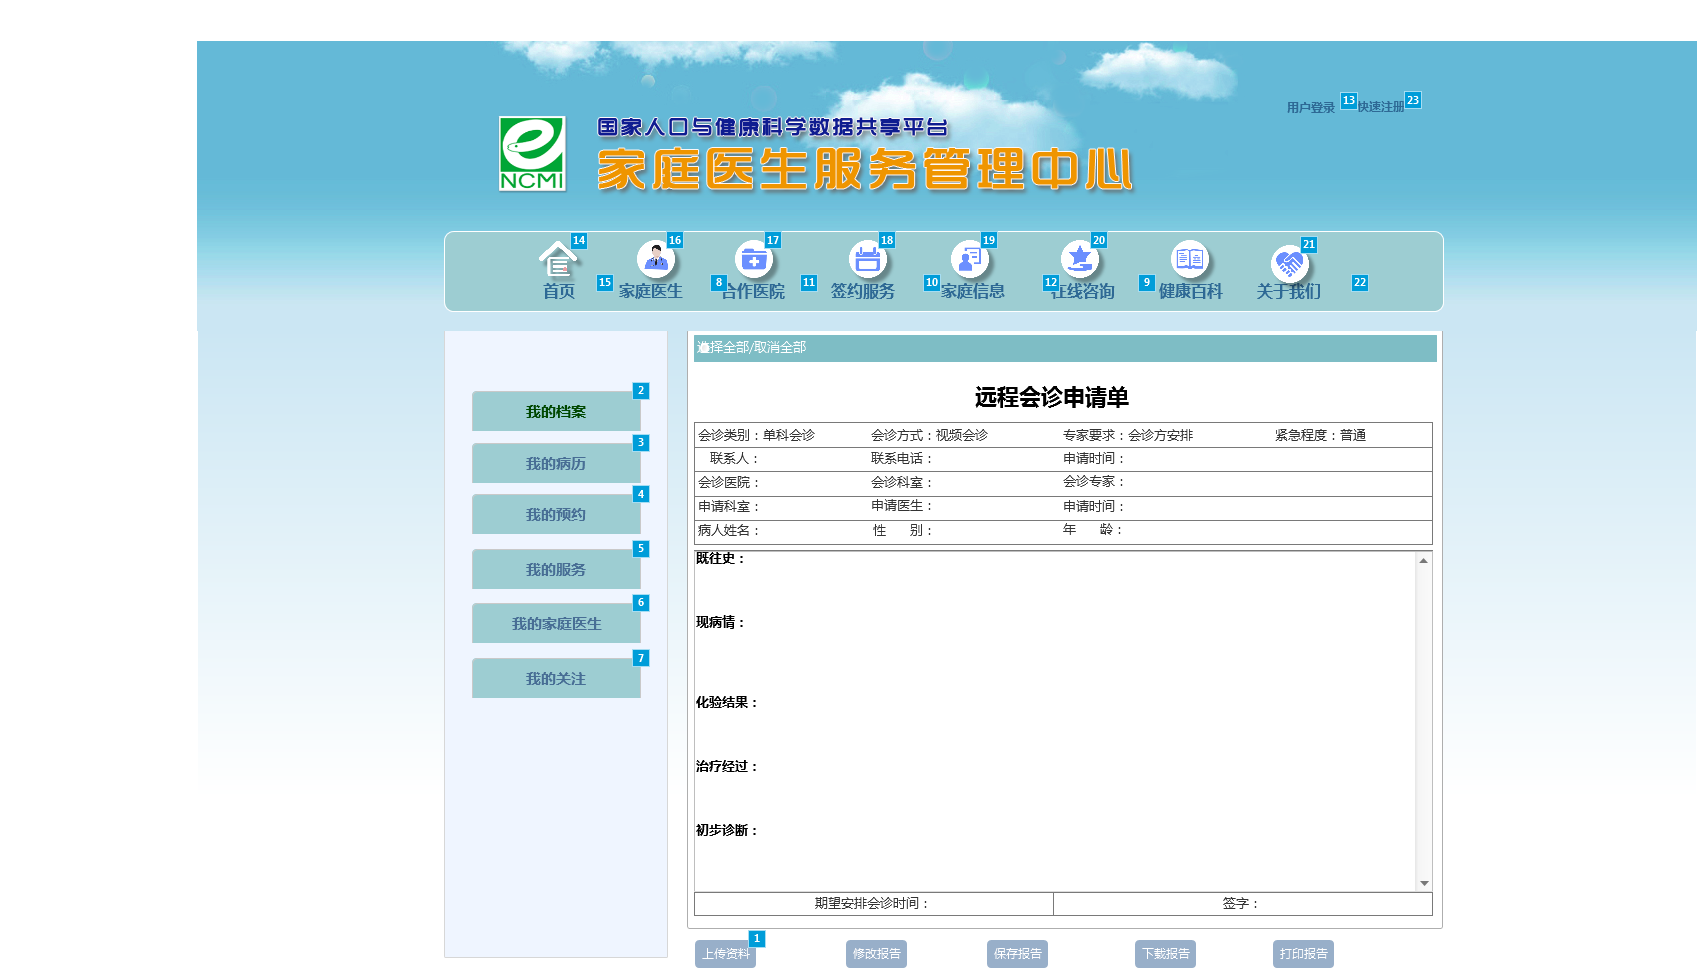 用户登录 13 快速注册 23
国家人口与健康科学数据共享平台
家庭医生服务管理中心
NCMI
14 16 17 18 19 20 21
首页 15 家庭医生 8 合作医院 11 签约服务 10 家庭信息 12 在线咨询 9 健康百科 关于我们 22
2
我的档案
3
我的病历
4
我的预约
5
我的服务
6
我的家庭医生
7
我的关注
选择全部/取消全部
远程会诊申请单
会诊类别：单科会诊 会诊方式：视频会诊 专家要求：会诊方安排 紧急程度：普通
联系人： 联系电话： 申请时间：
会诊医院： 会诊科室： 会诊专家：
申请科室： 申请医生： 申请时间：
病人姓名： 性 别： 年 龄：
既往史：
现病情：
化验结果：
治疗经过：
初步诊断：
期望安排会诊时间： 签字：
1
上传资料 修改报告 保存报告 下载报告 打印报告